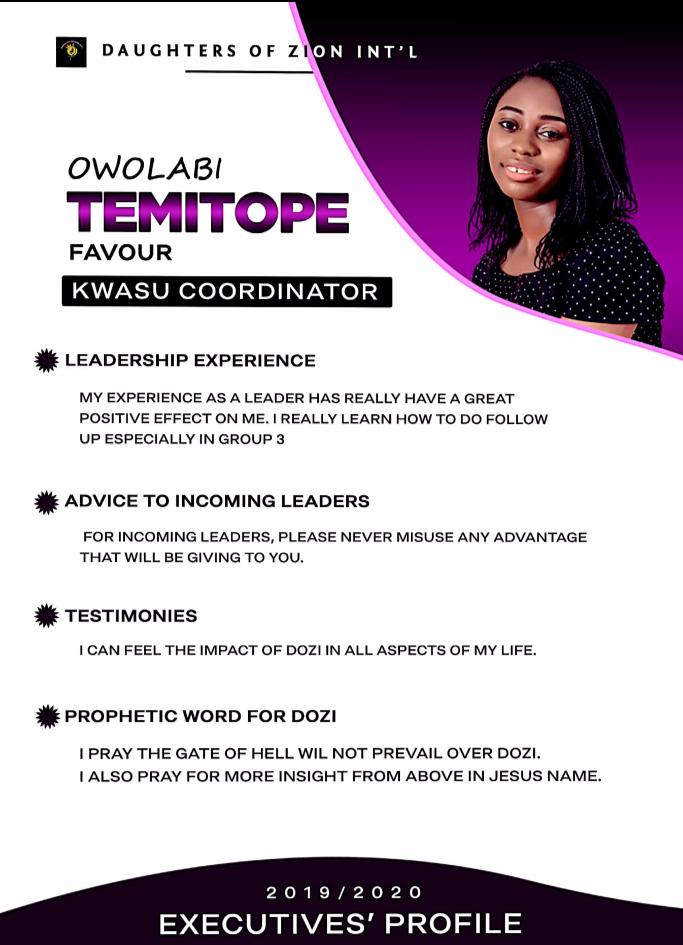 DAUGHTERS OF ZION INT'L
OWOLABI
TEMITOPE
FAVOUR
KWASU COORDINATOR
LEADERSHIP EXPERIENCE
MY EXPERIENCE AS A LEADER HAS REALLY HAVE A GREAT
POSITIVE EFFECT ON ME. I REALLY LEARN HOW TO DO FOLLOW
UP ESPECIALLY IN GROUP 3
ADVICE TO INCOMING LEADERS
FOR INCOMING LEADERS, PLEASE NEVER MISUSE ANY ADVANTAGE
THAT WILL BE GIVING TO YOU.
TESTIMONIES
I CAN FEEL THE IMPACT OF DOZI IN ALL ASPECTS OF MY LIFE.
PROPHETIC WORD FOR DOZI
I PRAY THE GATE OF HELL WIL NOT PREVAIL OVER DOZI.
I ALSO PRAY FOR MORE INSIGHT FROM ABOVE IN JESUS NAME.
2019/2020
EXECUTIVES' PROFILE